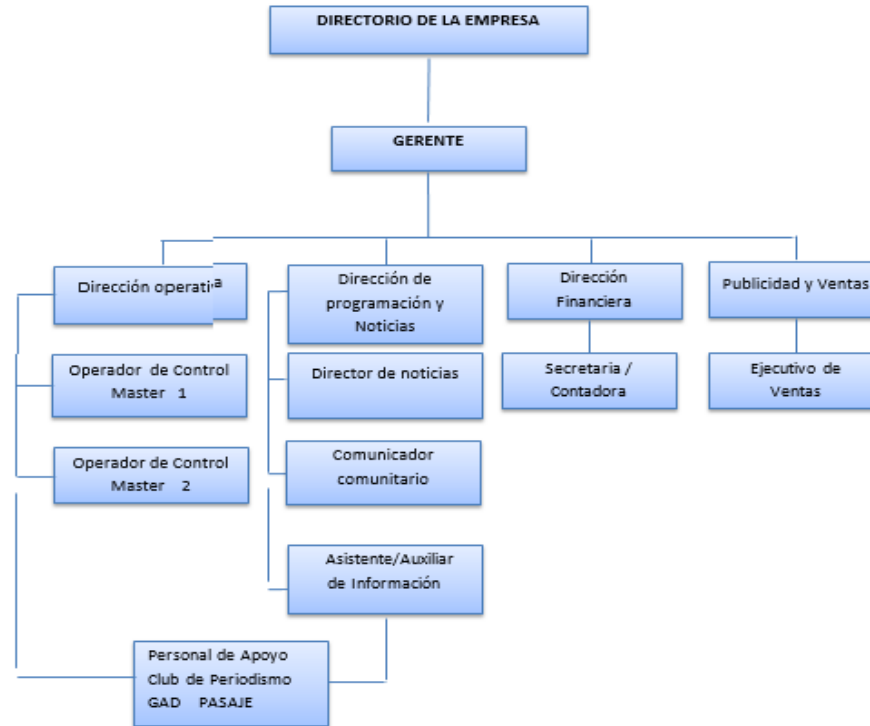 DIRECTORIO DE LA EMPRESA
GERENTE
Dirección operativa
Dirección de
programación y
Noticias
Dirección
Financiera
Publicidad y Ventas
Operador de Control
Master 1
Director de noticias
Secretaria /
Contadora
Ejecutivo de
Ventas
Operador de Control
Master 2
Comunicador
comunitario
Asistente/Auxiliar
de Información
Personal de Apoyo
Club de Periodismo
GAD PASAJE